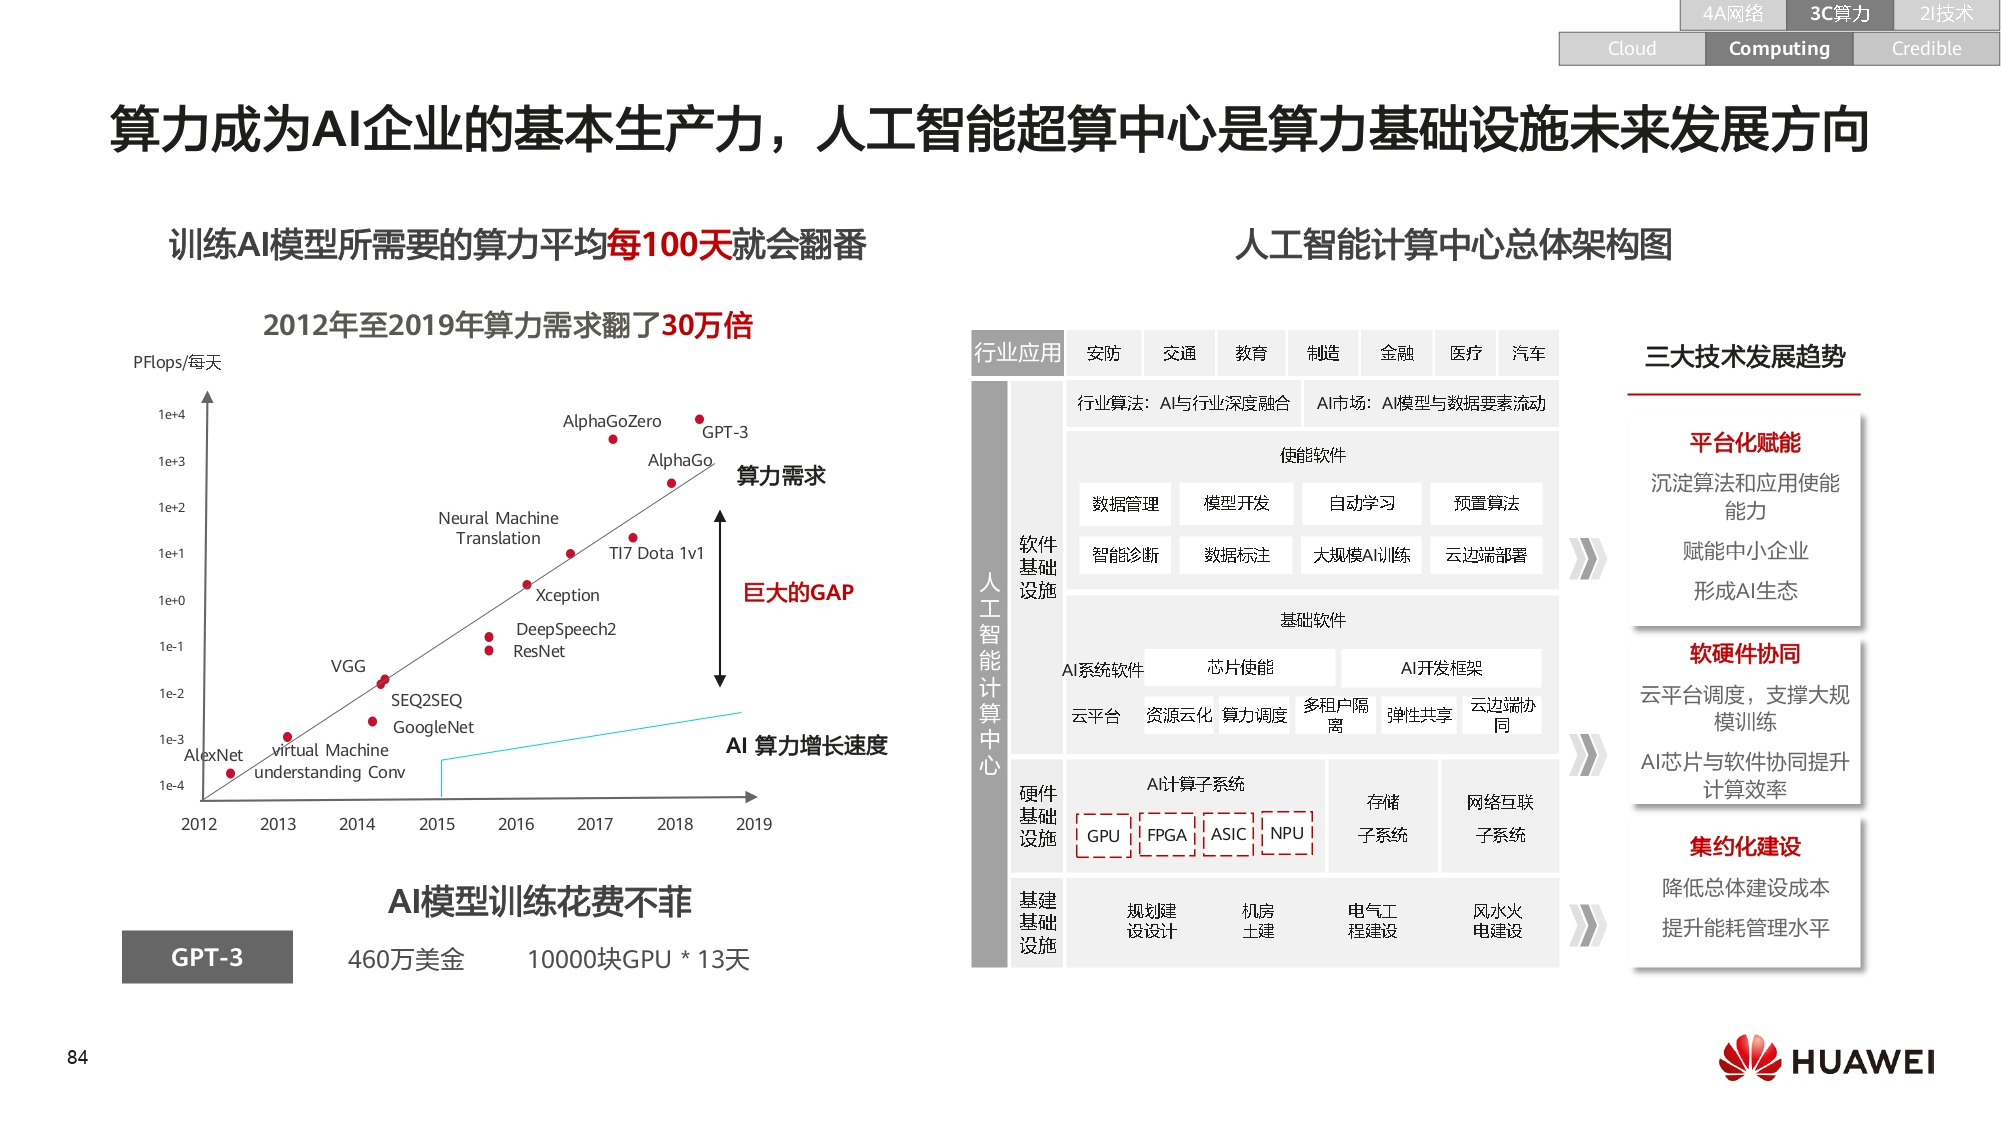 4A网络 3C算力 2I技术
Cloud Computing Credible
算力成为AI企业的基本生产力，人工智能超算中心是算力基础设施未来发展方向
训练AI模型所需要的算力平均每100天就会翻番
2012年至2019年算力需求翻了30万倍
PFlops/每天
1e+4
1e+3
1e+2
1e+1
1e+0
1e-1
1e-2
1e-3
1e-4
AlphaGoZero
GPT-3
AlphaGo
算力需求
Neural Machine
Translation
TI7 Dota 1v1
巨大的GAP
Xception
DeepSpeech2
ResNet
VGG
SEQ2SEQ
GoogleNet
AlexNet
virtual Machine
understanding Conv
AI 算力增长速度
2012 2013 2014 2015 2016 2017 2018 2019
AI模型训练花费不菲
GPT-3 460万美金 10000块GPU * 13天
人工智能计算中心总体架构图
行业应用 安防 交通 教育 制造 金融 医疗 汽车
人工智能计算中心
软件
基础
设施
行业算法：AI与行业深度融合 AI市场：AI模型与数据要素流动
使能软件
数据管理 模型开发 自动学习 预置算法
智能诊断 数据标注 大规模AI训练 云边端部署
基础软件
AI系统软件 芯片使能 AI开发框架
云平台 资源云化 算力调度 多租户隔
离 弹性共享 云边端协
同
硬件
基础
设施
AI计算子系统
GPU FPGA ASIC NPU
存储
子系统
网络互联
子系统
基建
基础
设施
规划建
设设计
机房
土建
电气工
程建设
风水火
电建设
三大技术发展趋势
平台化赋能
沉淀算法和应用使能
能力
赋能中小企业
形成AI生态
软硬件协同
云平台调度，支撑大规
模训练
AI芯片与软件协同提升
计算效率
集约化建设
降低总体建设成本
提升能耗管理水平
84
HUAWEI